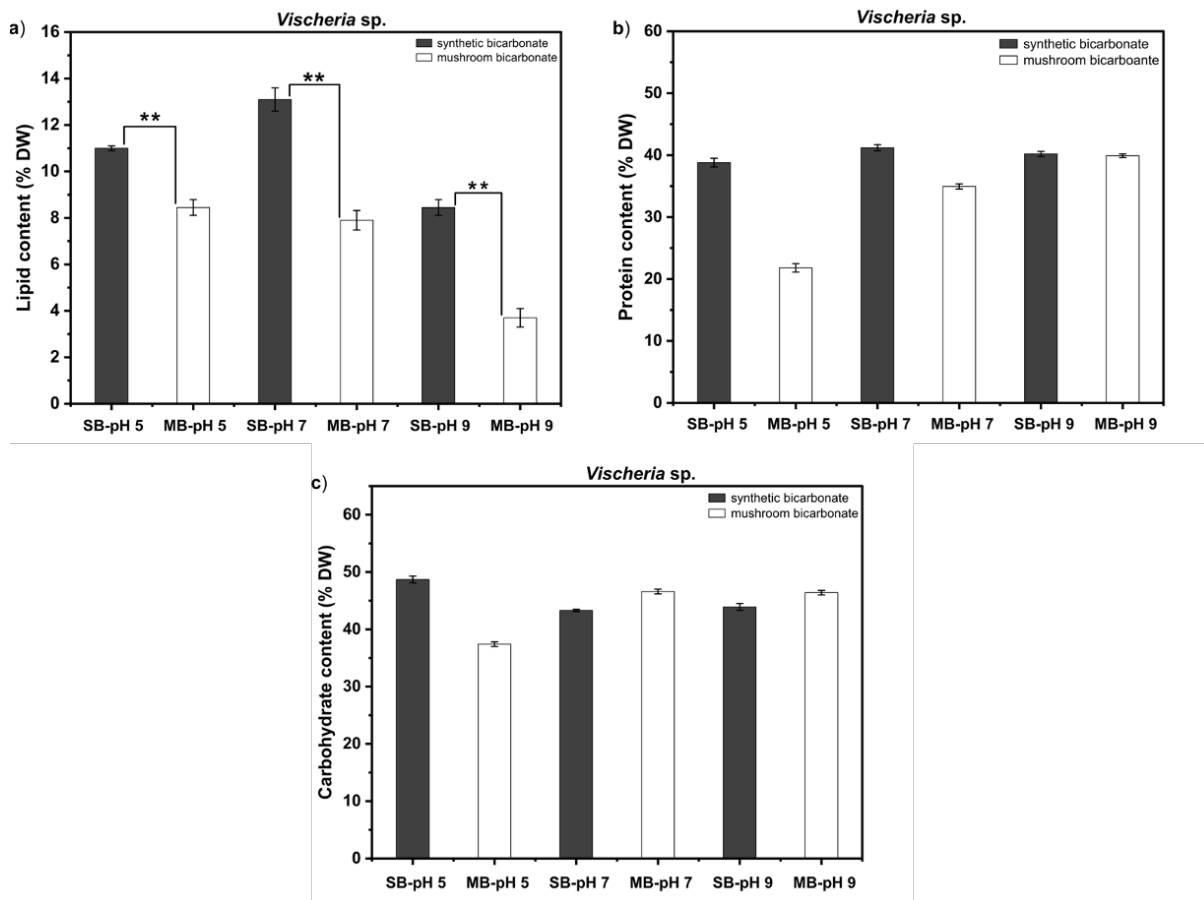 a)
Vischeria sp.
synthetic bicarbonate
mushroom bicarbonate
Lipid content (% DW)
16
14
12
10
8
6
4
2
0
**
**
**
SB-pH 5 MB-pH 5 SB-pH 7 MB-pH 7 SB-pH 9 MB-pH 9
b)
Vischeria sp.
synthetic bicarbonate
mushroom bicarboante
Protein content (% DW)
60
50
40
30
20
10
0
SB-pH 5 MB-pH 5 SB-pH 7 MB-pH 7 SB-pH 9 MB-pH 9
c)
Vischeria sp.
synthetic bicarbonate
mushroom bicarbonate
Carbohydrate content (% DW)
60
50
40
30
20
10
0
SB-pH 5 MB-pH 5 SB-pH 7 MB-pH 7 SB-pH 9 MB-pH 9